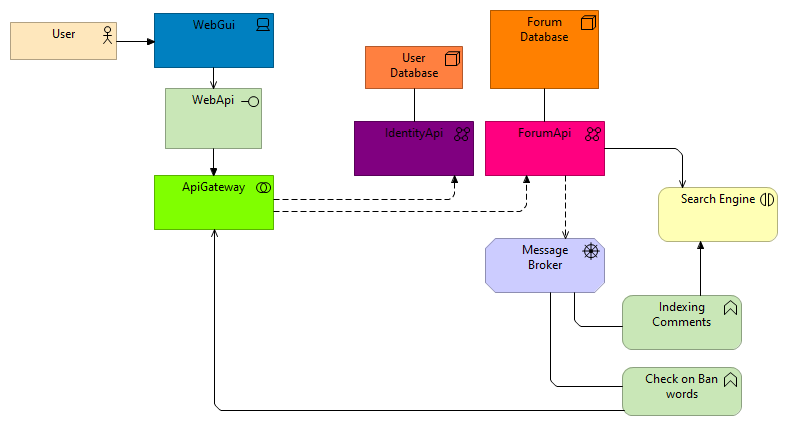 User
WebGui
WebApi
ApiGateway
User
Database
Forum
Database
IdentityApi
ForumApi
Search Engine
Message
Broker
Indexing
Comments
Check on Ban
words